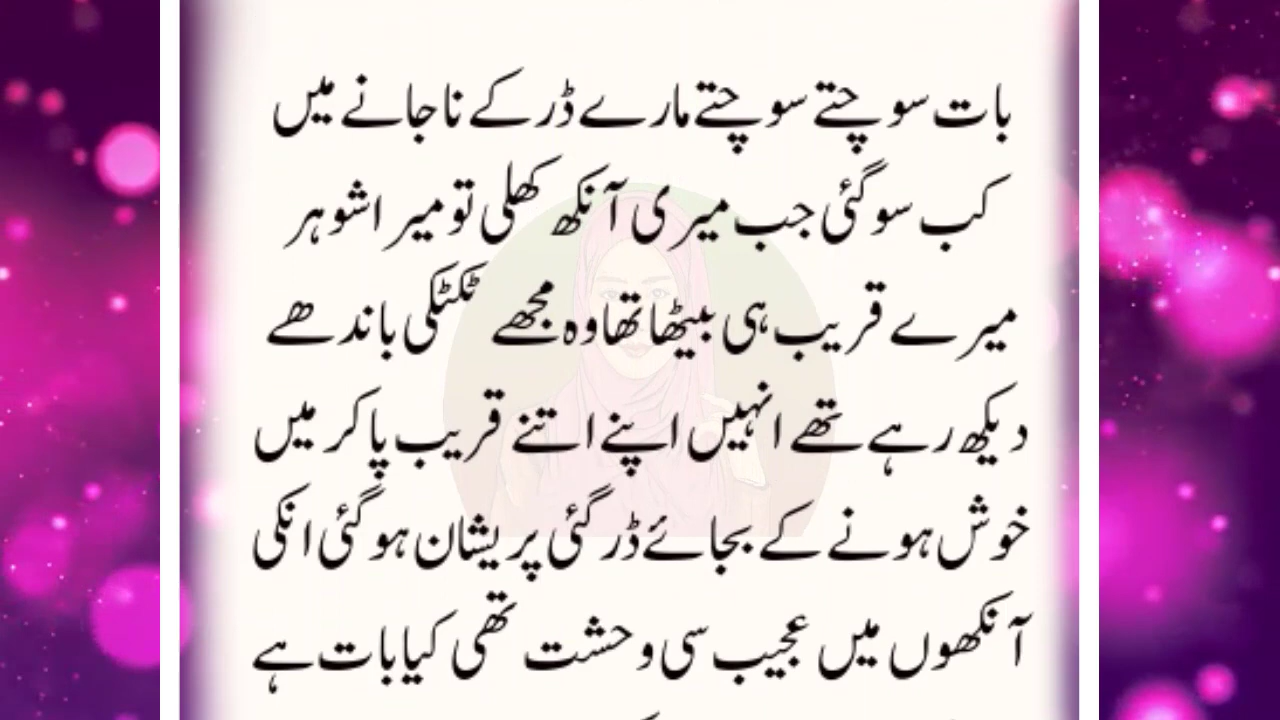 بات سوچتے سوچتے مارے ڈر کے نا جانے میں
کب سو گئی جب میری آنکھ کھلی تو میرا شوہر
میرے قریب ہی بیٹھا تھا وہ مجھے ٹکٹکی باندھے
دیکھ رہے تھے انہیں اپنے اتنے قریب پا کر میں
خوش ہونے کے بجائے ڈر گئی پریشان ہو گئی انکی
آنکھوں میں عجیب سی وحشت تھی کیا بات ہے